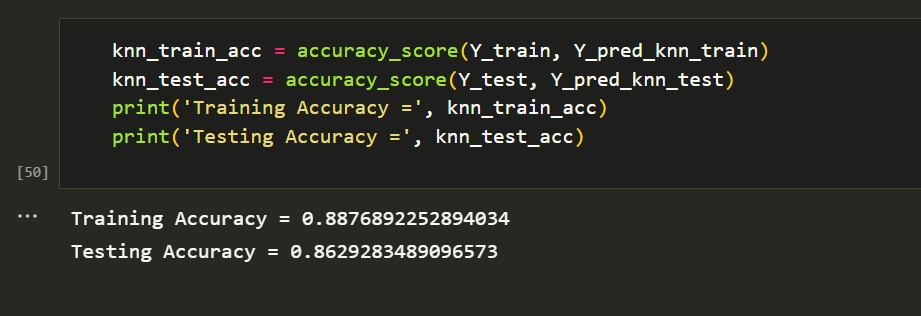 knn_train_acc = accuracy_score(Y_train, Y_pred_knn_train)
knn_test_acc = accuracy_score(Y_test, Y_pred_knn_test)
print('Training Accuracy =', knn_train_acc)
print('Testing Accuracy =', knn_test_acc)
[50]
... Training Accuracy = 0.8876892252894034
Testing Accuracy = 0.8629283489096573